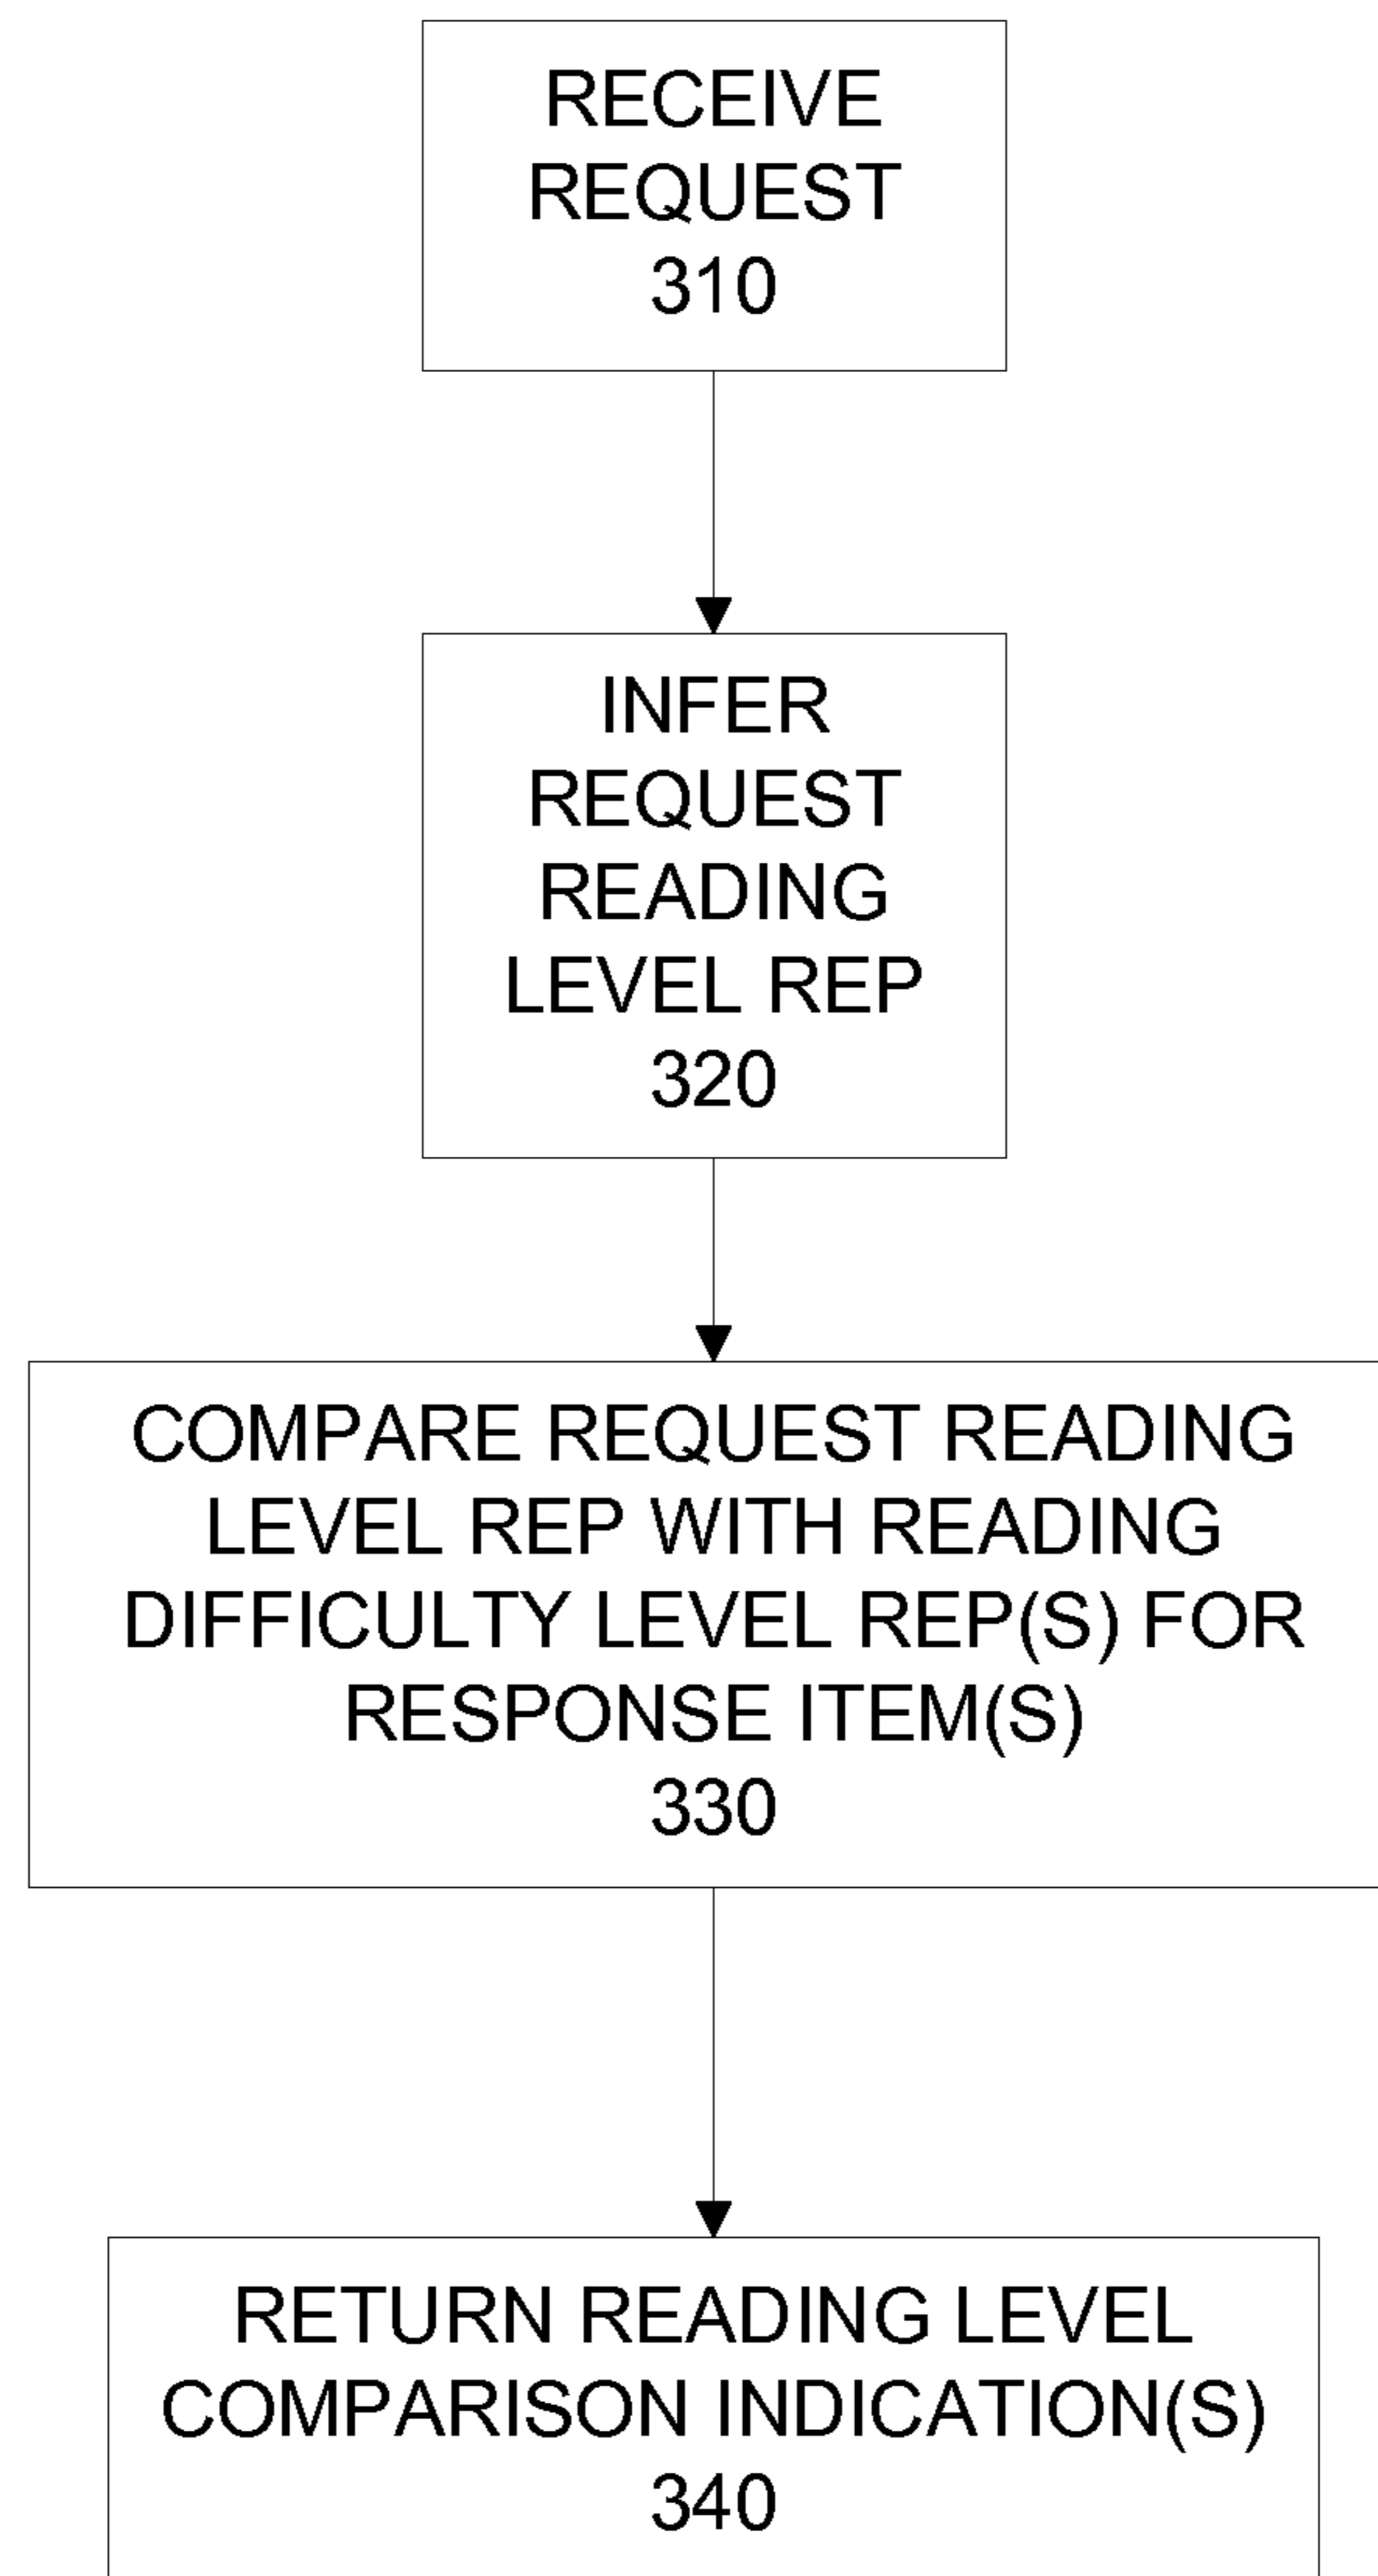 RECEIVE
REQUEST
310
INFER
REQUEST
READING
LEVEL REP
320
COMPARE REQUEST READING
LEVEL REP WITH READING
DIFFICULTY LEVEL REP(S) FOR
RESPONSE ITEM(S)
330
RETURN READING LEVEL
COMPARISON INDICATION(S)
340